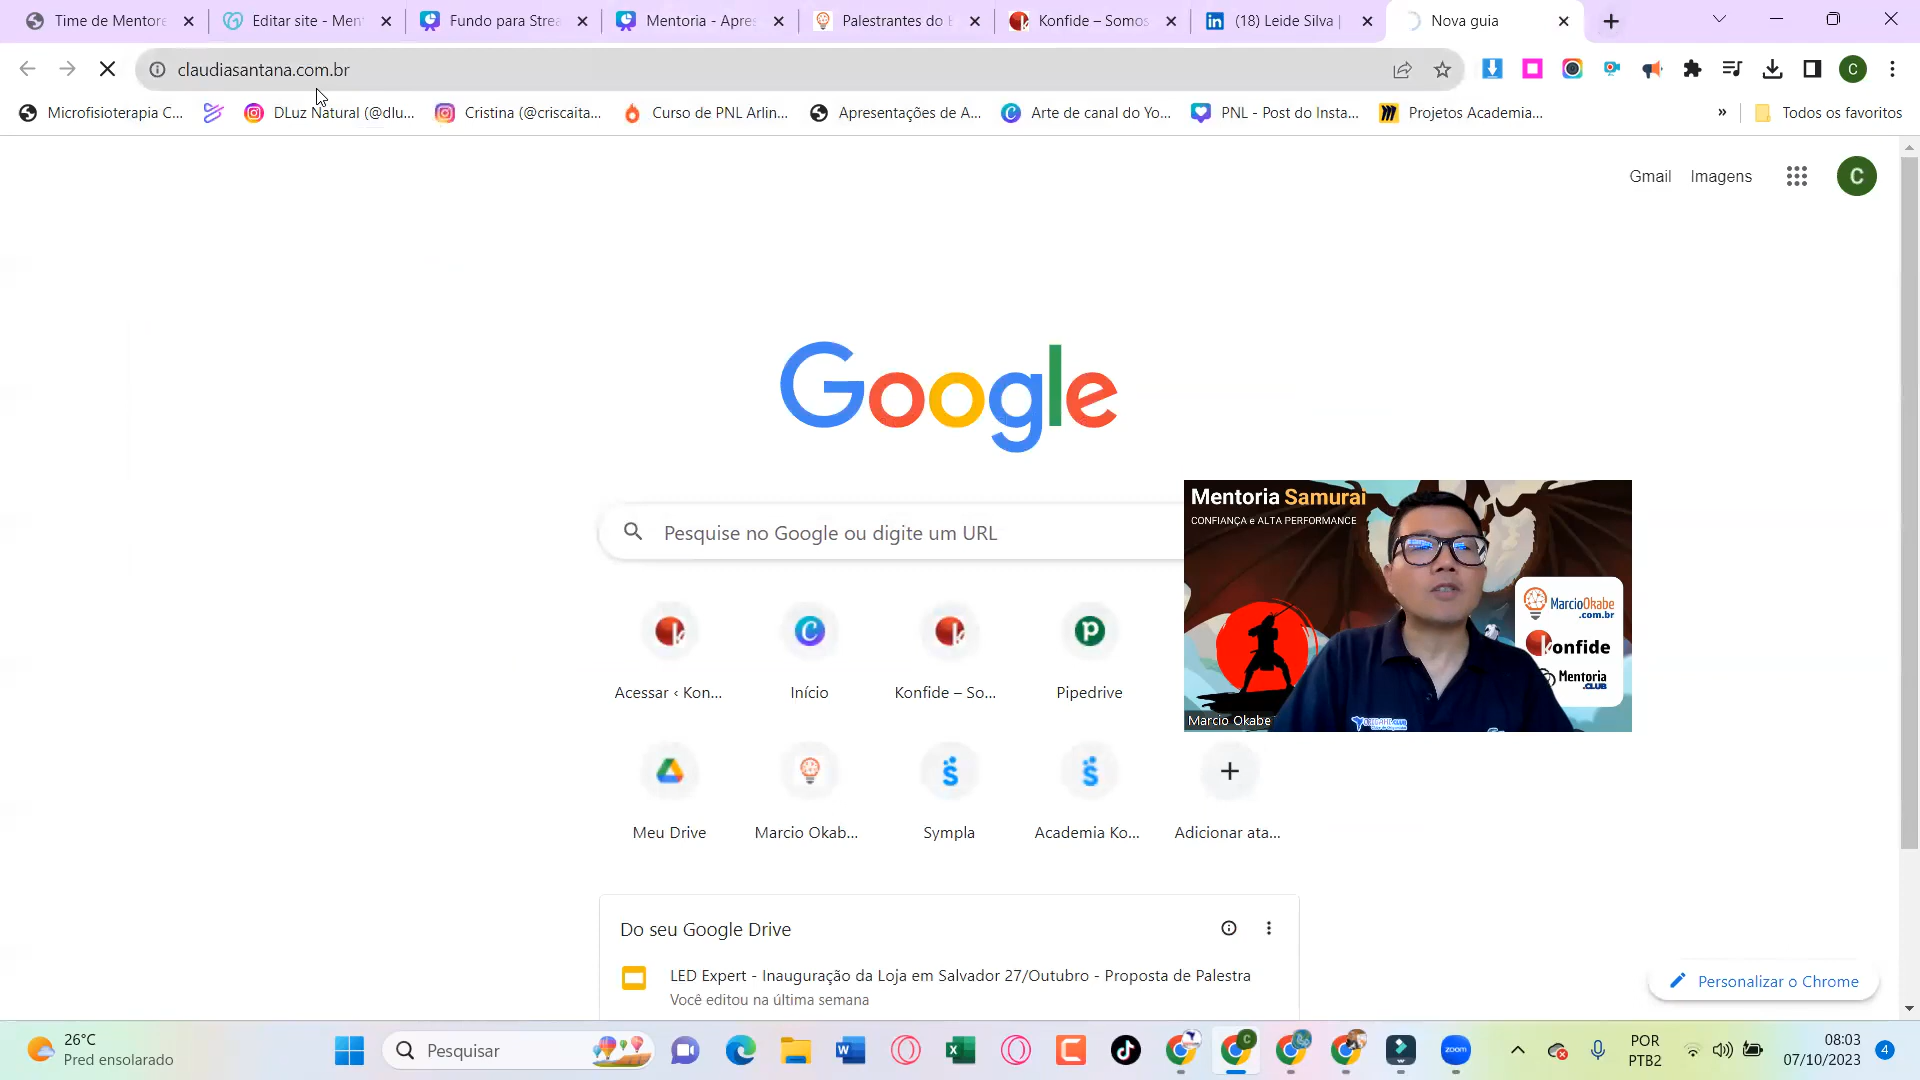 Time de Mentore
Editar site - Men
Fundo para Strea
Mentoria - Apres
Palestrantes do E
Konfide – Somos
(18) Leide Silva |
Nova guia
claudiasantana.com.br
C
Microfisioterapia C...
DLuz Natural (@dlu...
Cristina (@criscaita...
Curso de PNL Arlin...
Apresentações de A...
Arte de canal do Yo...
PNL - Post do Insta...
Projetos Academia...
»
Todos os favoritos
Gmail
Imagens
C
Google
Pesquise no Google ou digite um URL
Mentoria Samurai
CONFIANÇA e ALTA PERFORMANCE
MarcioOkabe
.com.br
konfide
Mentoria
.CLUB
Marcio Okabe
Acessar ‹ Kon...
Início
Konfide – So...
Pipedrive
Meu Drive
Marcio Okab...
Sympla
Academia Ko...
Adicionar ata...
Do seu Google Drive
LED Expert - Inauguração da Loja em Salvador 27/Outubro - Proposta de Palestra
Você editou na última semana
Personalizar o Chrome
26°C
Pred ensolarado
Pesquisar
zoom
POR
PTB2
08:03
07/10/2023
4